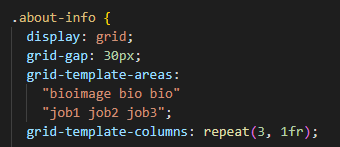 .about-info {
  display: grid;
  grid-gap: 30px;
  grid-template-areas:
    "bioimage bio bio"
    "job1 job2 job3";
  grid-template-columns: repeat(3, 1fr);